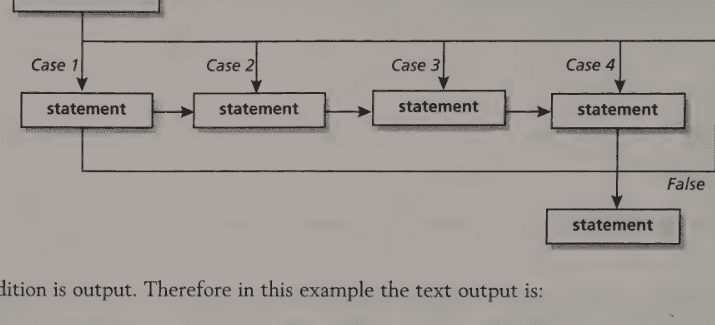 Case 1 Case 2 Case 3 Case 4
statement statement statement statement
False
statement
dition is output. Therefore in this example the text output is: